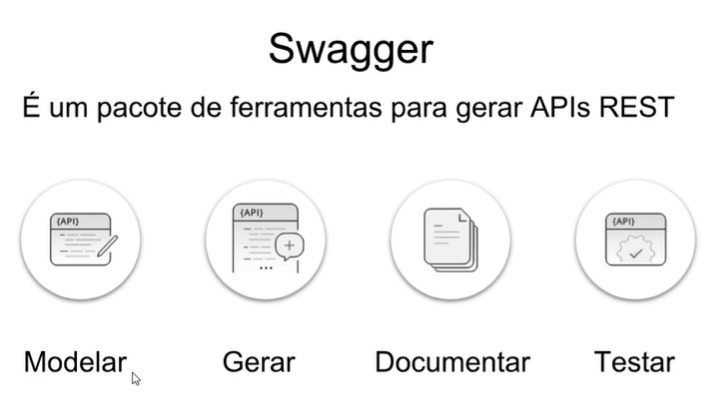 Swagger
É um pacote de ferramentas para gerar APIs REST
{API}
{API}
{API}
Modelar
Gerar
Documentar
Testar